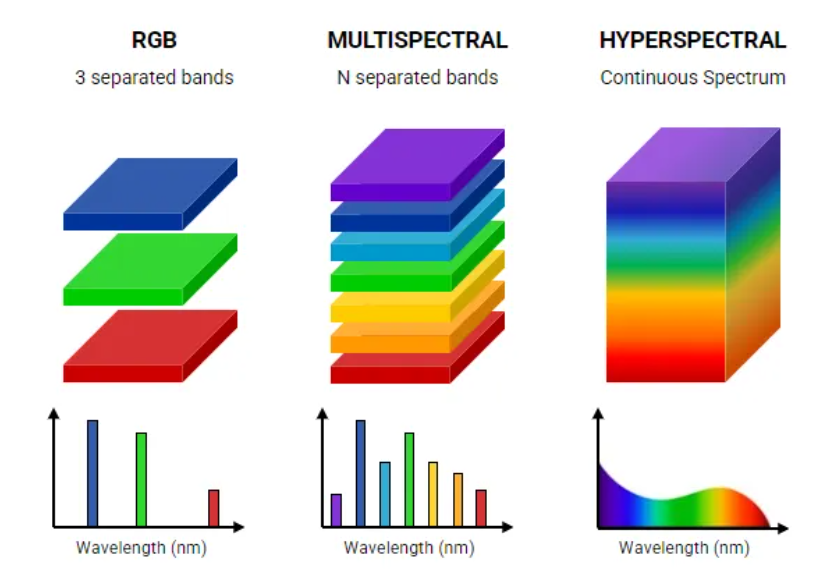 RGB
3 separated bands
MULTISPECTRAL
N separated bands
HYPERSPECTRAL
Continuous Spectrum
Wavelength (nm)
Wavelength (nm)
Wavelength (nm)